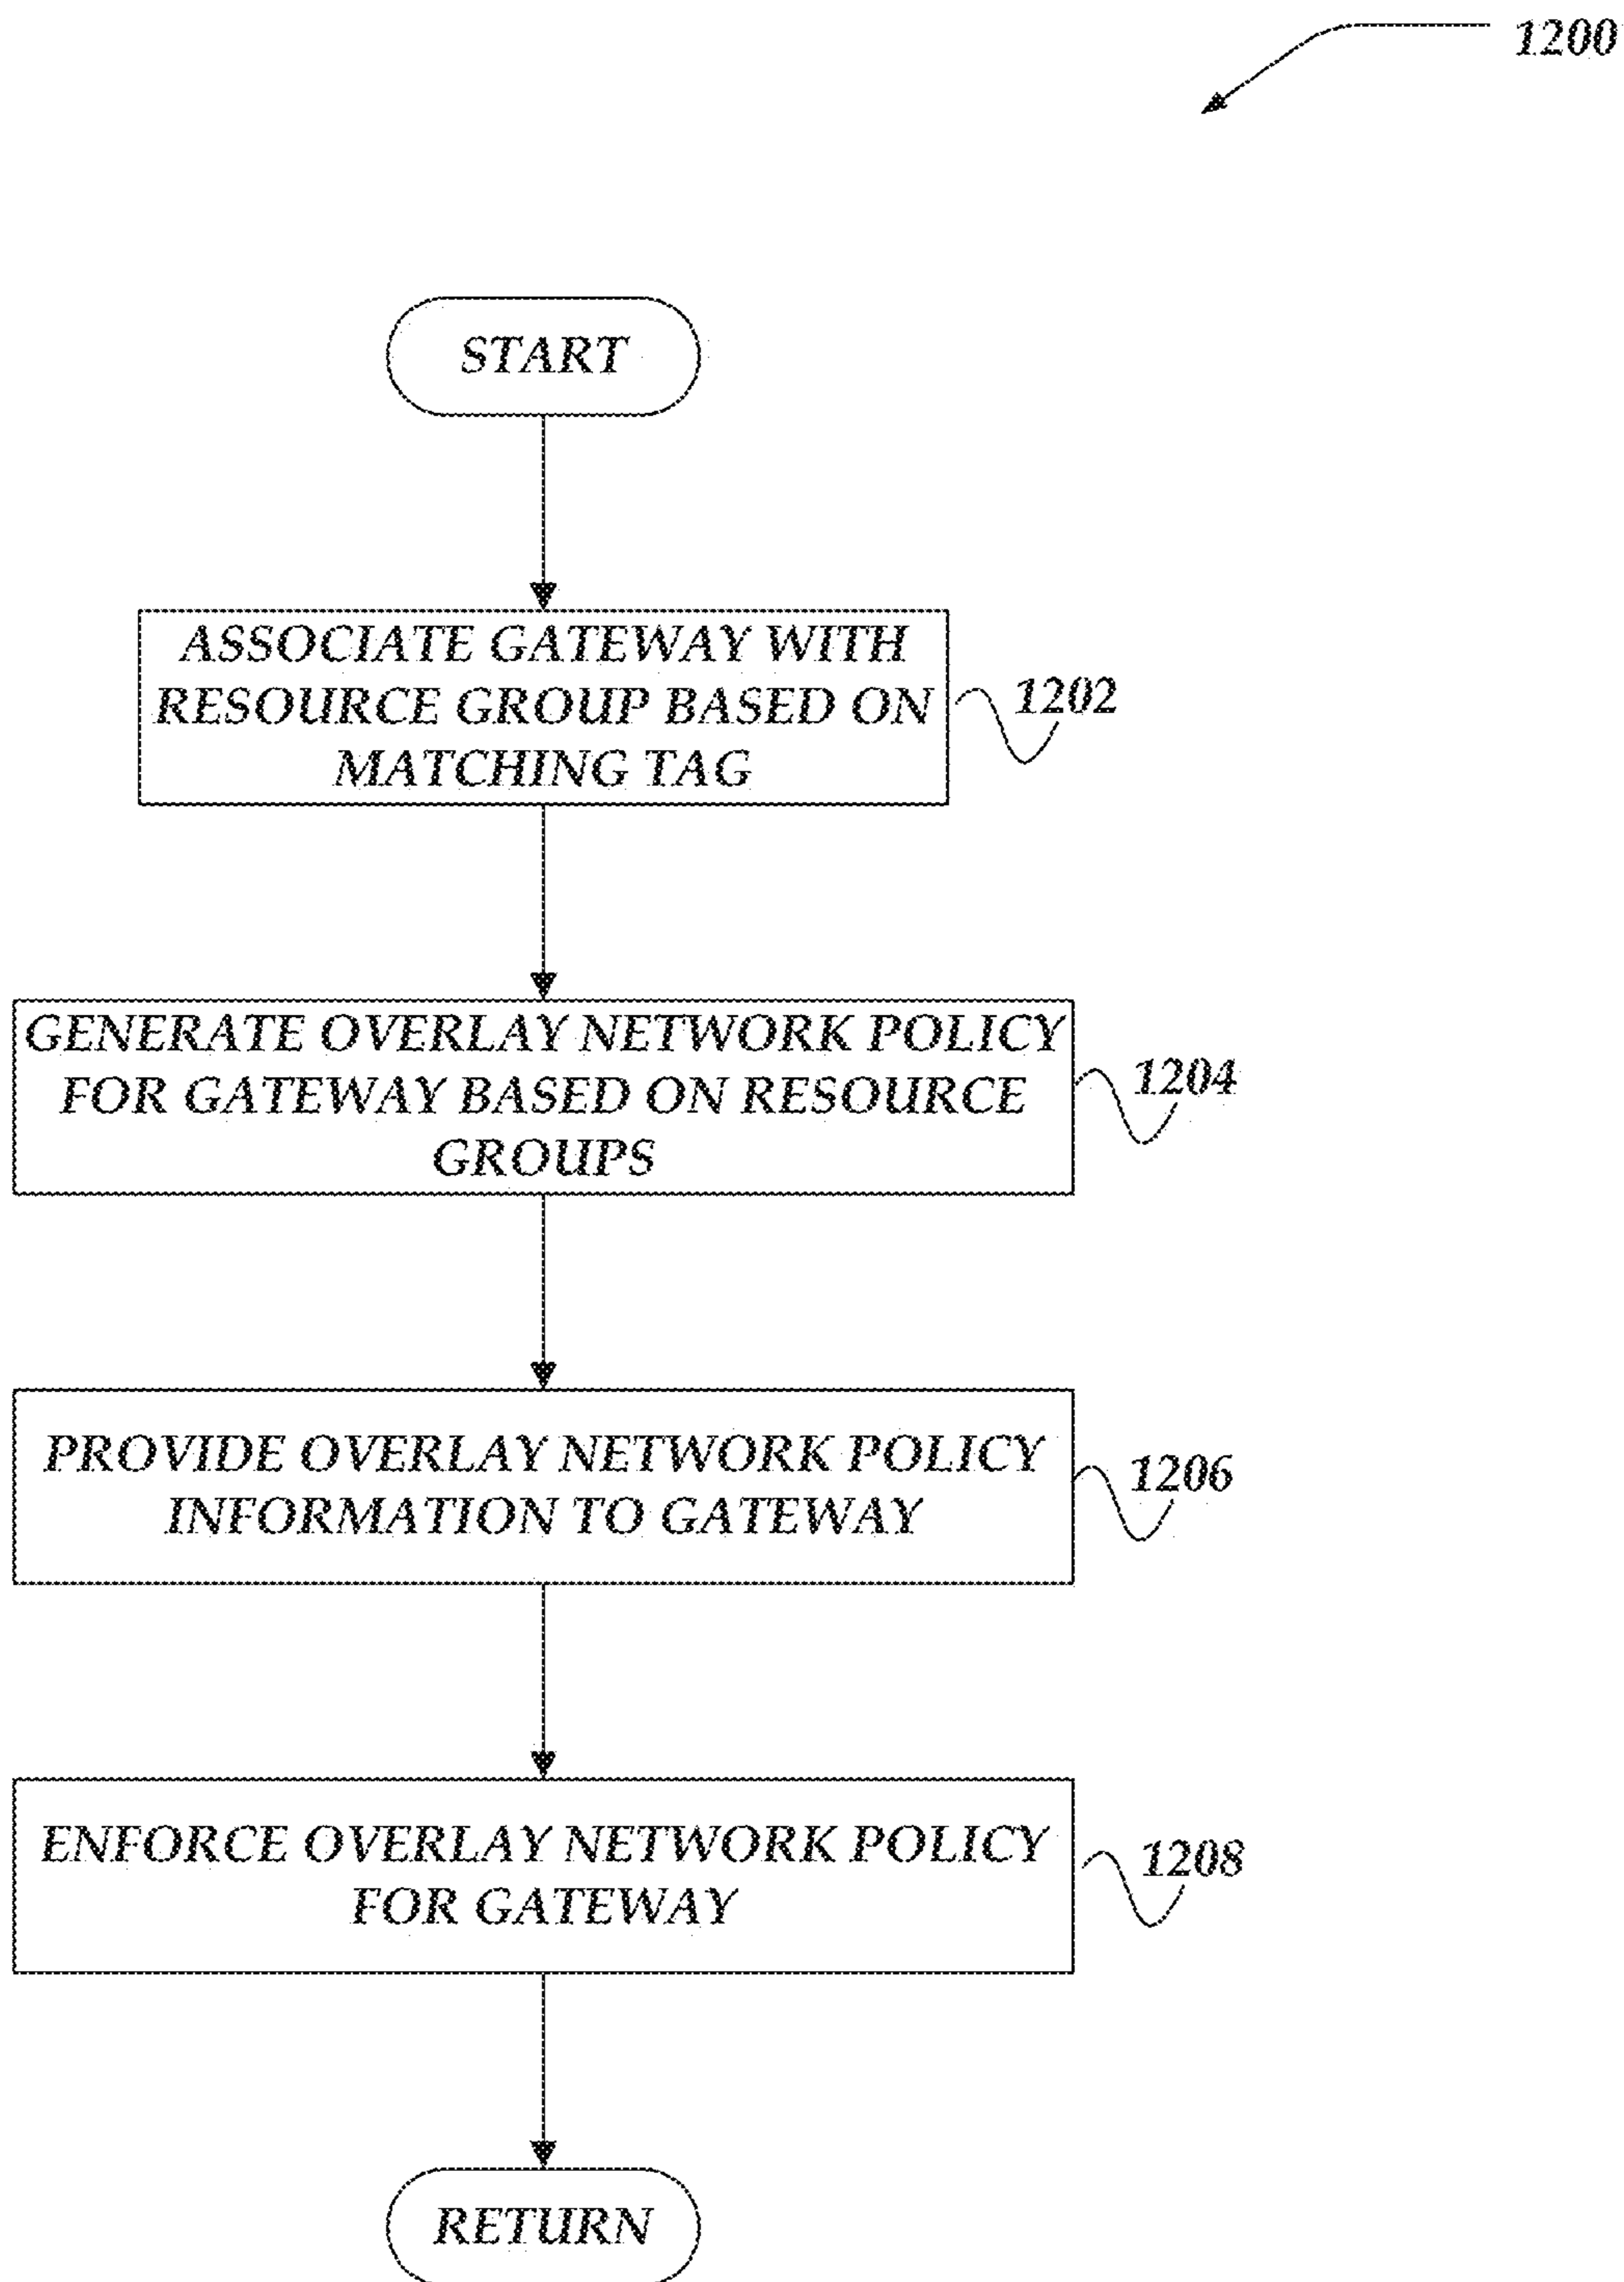 1200
START
ASSOCIATE GATEWAY WITH
RESOURCE GROUP BASED ON
MATCHING TAG
1202
GENERATE OVERLAY NETWORK POLICY
FOR GATEWAY BASED ON RESOURCE
GROUPS
1204
PROVIDE OVERLAY NETWORK POLICY
INFORMATION TO GATEWAY
1206
ENFORCE OVERLAY NETWORK POLICY
FOR GATEWAY
1208
RETURN